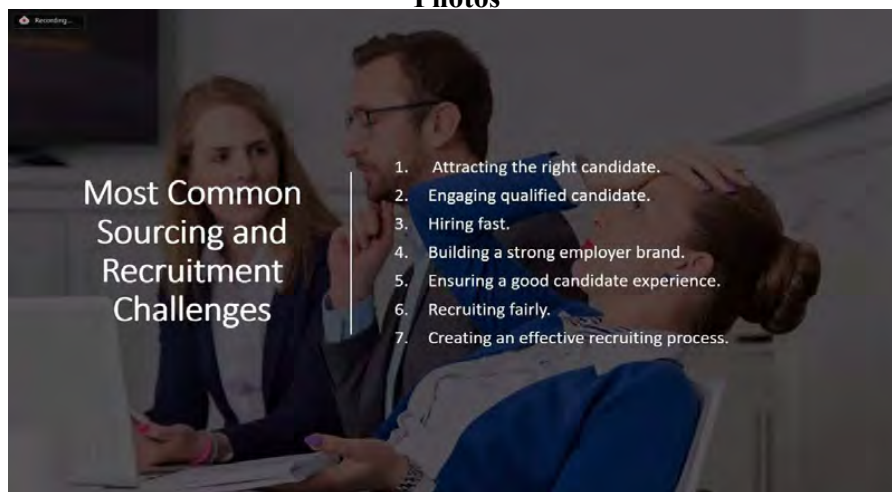 Photos
Recording...
Most Common
Sourcing and
Recruitment
Challenges
1. Attracting the right candidate.
2. Engaging qualified candidate.
3. Hiring fast.
4. Building a strong employer brand.
5. Ensuring a good candidate experience.
6. Recruiting fairly.
7. Creating an effective recruiting process.